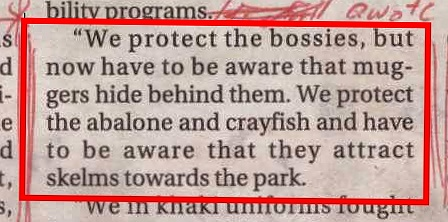 bility programs.
“We protect the bossies, but
now have to be aware that mug-
gers hide behind them. We protect
the abalone and crayfish and have
to be aware that they attract
skelms towards the park.
“We in khaki uniforms fought